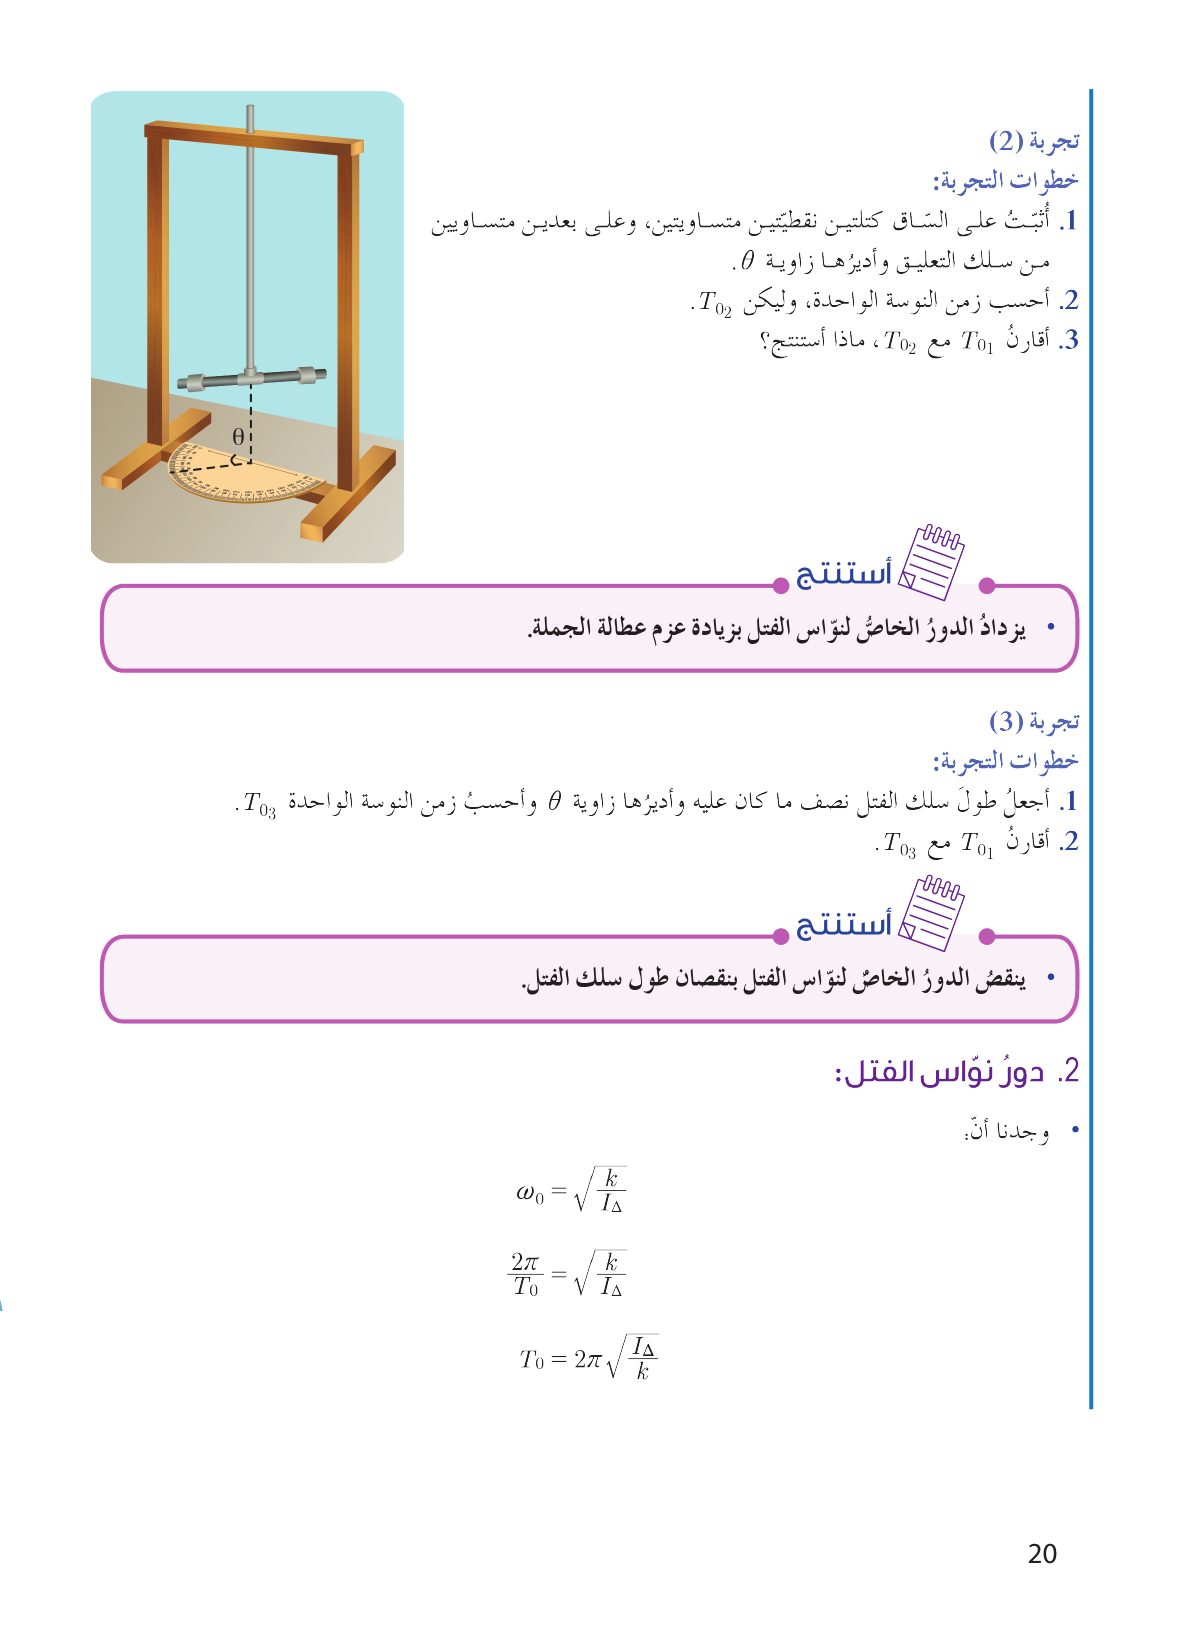 تجربة (2)
خطوات التجربة:
1. أُثبّتُ على السّاق كتلتين نقطيّتين متساويتين، وعلى بعدين متساويين
من سلك التعليق وأديرُها زاوية θ.
2. أحسب زمن النوسة الواحدة، وليكن T₀₂.
3. أقارنُ T₀₁ مع T₀₂، ماذا أستنتج؟
θ
أستنتج
• يزدادُ الدورُ الخاصُّ لنوّاس الفتل بزيادة عزم عطالة الجملة.
تجربة (3)
خطوات التجربة:
1. أجعلُ طولَ سلك الفتل نصف ما كان عليه وأديرُها زاوية θ وأحسبُ زمن النوسة الواحدة T₀₃.
2. أقارنُ T₀₁ مع T₀₃.
أستنتج
• ينقصُ الدورُ الخاصّ لنوّاس الفتل بنقصان طول سلك الفتل.
2. دورُ نوّاس الفتل:
• وجدنا أنّ:
ω₀ = √(k/I_Δ)
2π/T₀ = √(k/I_Δ)
T₀ = 2π√(I_Δ/k)
20